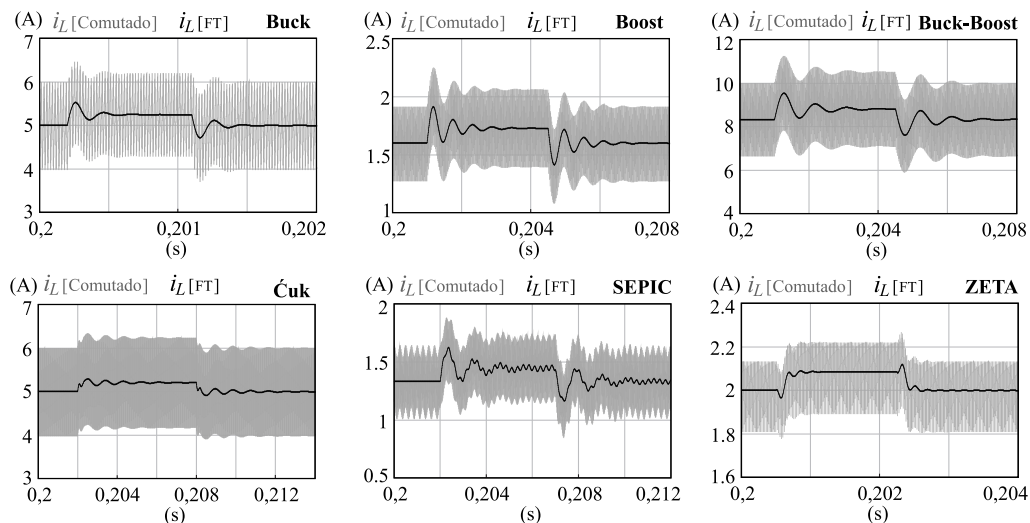 (A) iL [Comutado] iL [FT] Buck
7
6
5
4
3
0,2 0,201 0,202
(s)
(A) iL [Comutado] iL [FT] Boost
2.5
2
1.5
1
0,2 0,204 0,208
(s)
(A) iL [Comutado] iL [FT] Buck-Boost
12
10
8
6
4
0,2 0,204 0,208
(s)
(A) iL [Comutado] iL [FT] Ćuk
7
6
5
4
3
0,2 0,204 0,208 0,212
(s)
(A) iL [Comutado] iL [FT] SEPIC
2
1.5
1
0.5
0,2 0,204 0,208 0,212
(s)
(A) iL [Comutado] iL [FT] ZETA
2.4
2.2
2
1.8
1.6
0,2 0,202 0,204
(s)